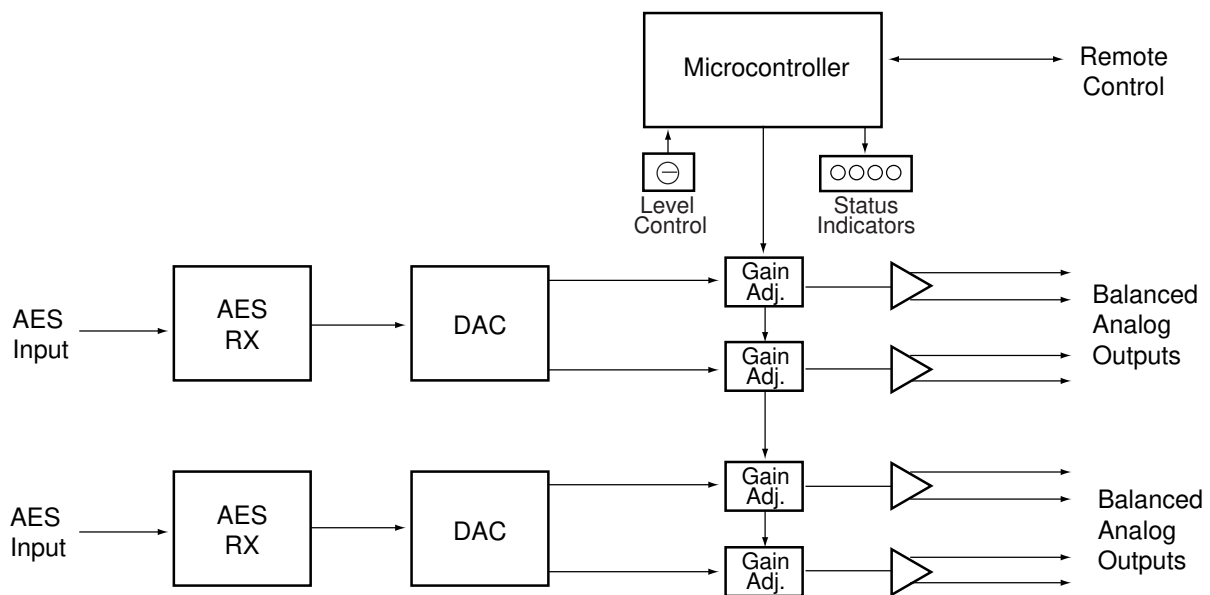 Microcontroller
Remote
Control
Level
Control
Status
Indicators
AES
Input
AES
RX
DAC
Gain
Adj.
Gain
Adj.
Balanced
Analog
Outputs
AES
Input
AES
RX
DAC
Gain
Adj.
Gain
Adj.
Balanced
Analog
Outputs